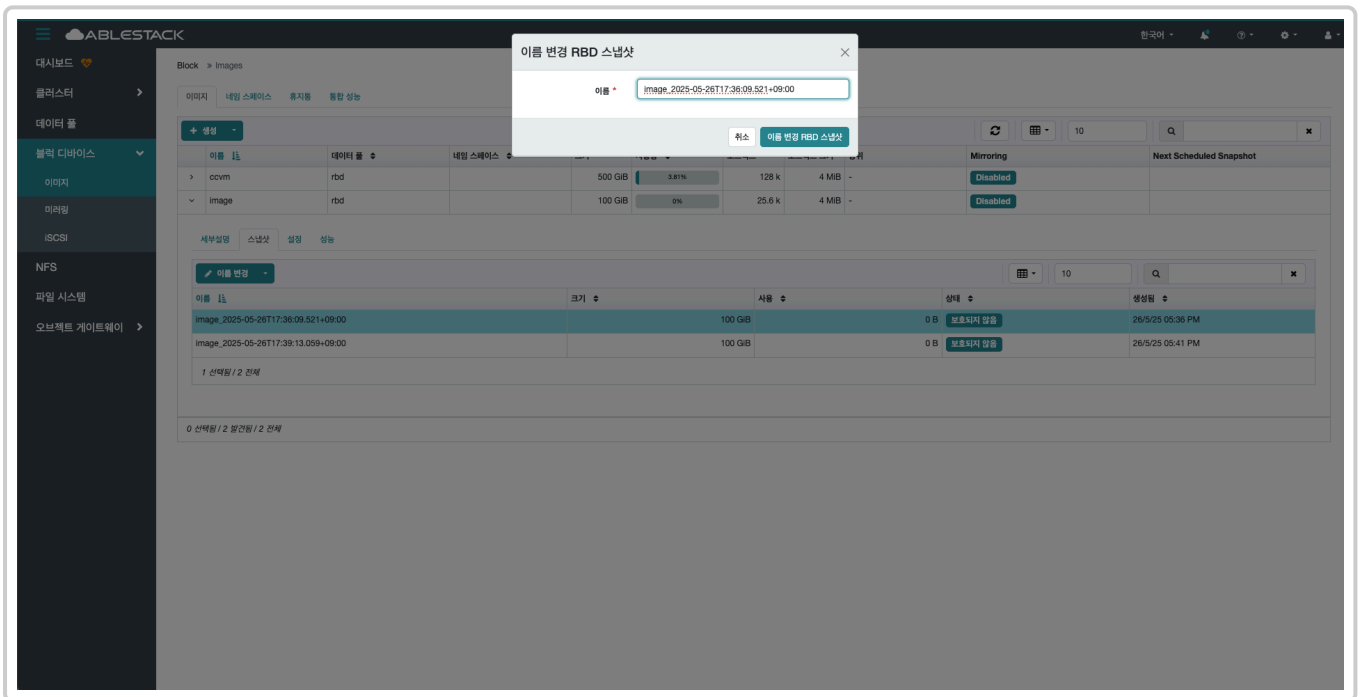 ABLESTACK
한국어
대시보드
클러스터
데이터 풀
블럭 디바이스
이미지
미러링
iSCSI
NFS
파일 시스템
오브젝트 게이트웨이
Block » Images
이미지 네임 스페이스 휴지통 통합 성능
이름 변경 RBD 스냅샷 ×
이름 * image_2025-05-26T17:36:09.521+09:00
취소 이름 변경 RBD 스냅샷
+ 생성 10
이름 데이터 풀 네임 스페이스 Mirroring Next Scheduled Snapshot
ccvm rbd 500 GiB 3.81% 128 k 4 MiB - Disabled
image rbd 100 GiB 0% 25.6 k 4 MiB - Disabled
세부설명 스냅샷 설정 성능
이름 변경 10
이름 크기 사용 상태 생성됨
image_2025-05-26T17:36:09.521+09:00 100 GiB 0 B 보호되지 않음 26/5/25 05:36 PM
image_2025-05-26T17:39:13.059+09:00 100 GiB 0 B 보호되지 않음 26/5/25 05:41 PM
1 선택됨 / 2 전체
0 선택됨 / 2 발견됨 / 2 전체